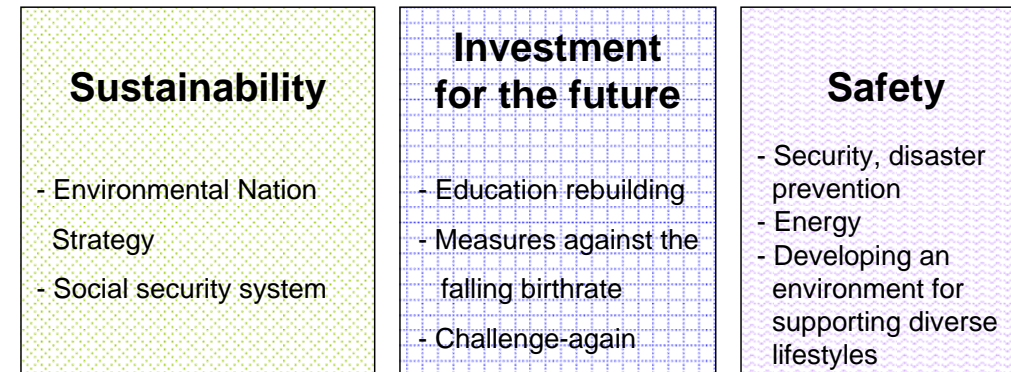 Sustainability
- Environmental Nation
Strategy
- Social security system
Investment
for the future
- Education rebuilding
- Measures against the
falling birthrate
- Challenge-again
Safety
- Security, disaster
prevention
- Energy
- Developing an
environment for
supporting diverse
lifestyles